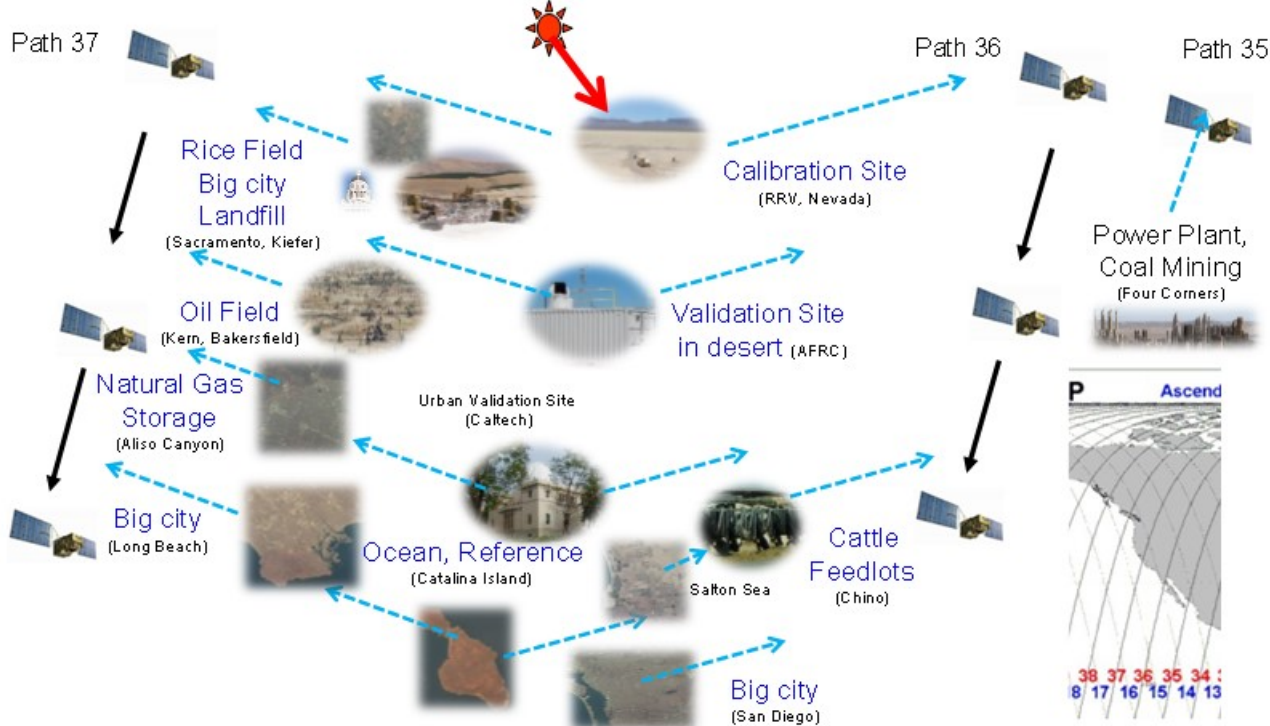 Path 37
Path 36
Path 35
Rice Field
Big city
Landfill
(Sacramento, Kiefer)
Calibration Site
(RRV, Nevada)
Power Plant,
Coal Mining
(Four Corners)
Oil Field
(Kern, Bakersfield)
Validation Site
in desert (AFRC)
Natural Gas
Storage
(Aliso Canyon)
Urban Validation Site
(Caltech)
P
Ascend
Big city
(Long Beach)
Ocean, Reference
(Catalina Island)
Salton Sea
Cattle
Feedlots
(Chino)
Big city
(San Diego)
38 37 36 35 34
8 17 16 15 14 13